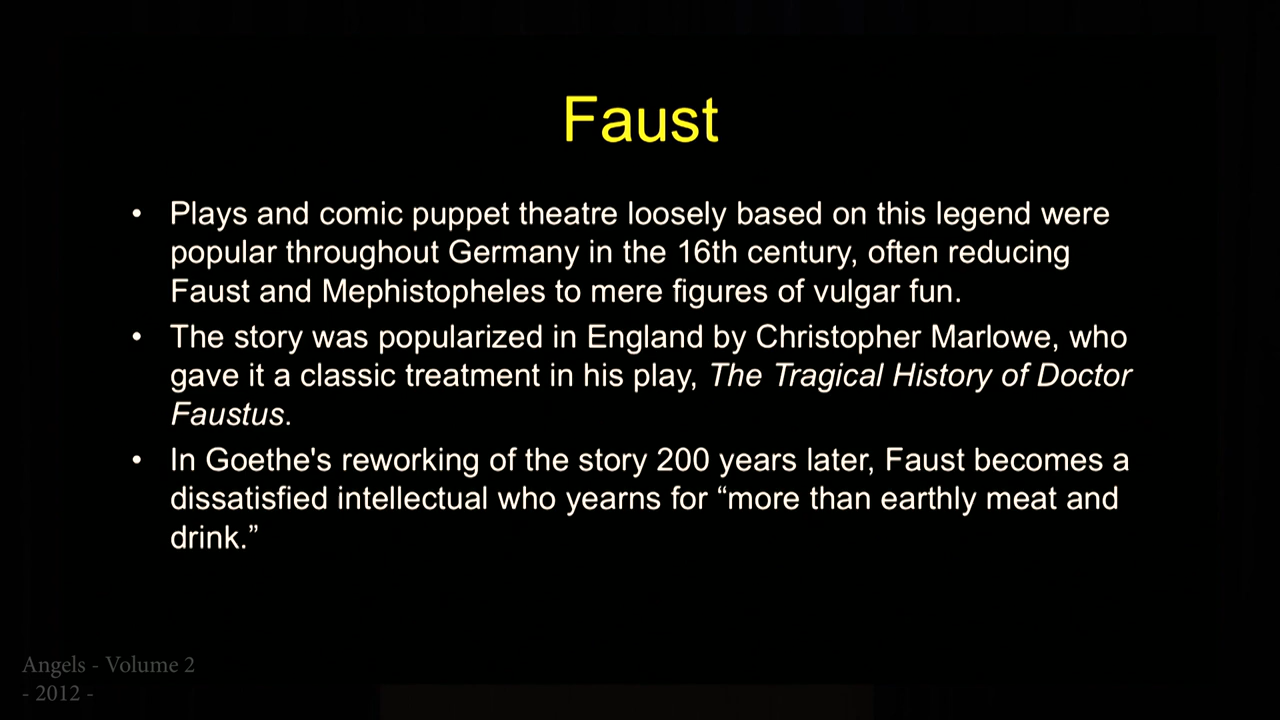 Faust
• Plays and comic puppet theatre loosely based on this legend were
popular throughout Germany in the 16th century, often reducing
Faust and Mephistopheles to mere figures of vulgar fun.
• The story was popularized in England by Christopher Marlowe, who
gave it a classic treatment in his play, The Tragical History of Doctor
Faustus.
• In Goethe's reworking of the story 200 years later, Faust becomes a
dissatisfied intellectual who yearns for “more than earthly meat and
drink.”
Angels - Volume 2
- 2012 -